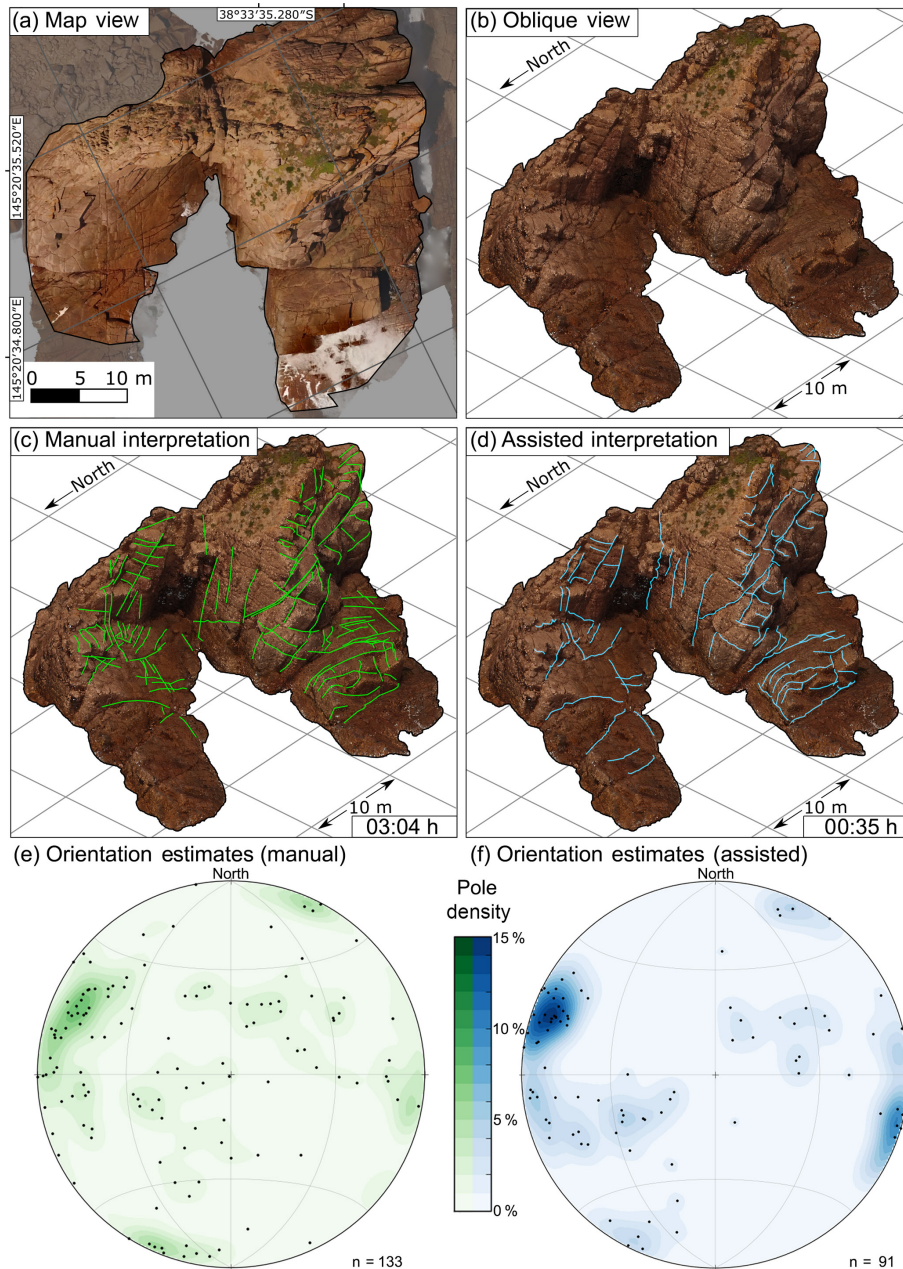 (a) Map view
38°33′35.280″S
145°20′35.520″E
145°20′34.800″E
0 5 10 m
(b) Oblique view
North
10 m
(c) Manual interpretation
North
10 m
03:04 h
(d) Assisted interpretation
North
10 m
00:35 h
(e) Orientation estimates (manual)
North
n = 133
Pole
density
15 %
10 %
5 %
0 %
(f) Orientation estimates (assisted)
North
n = 91